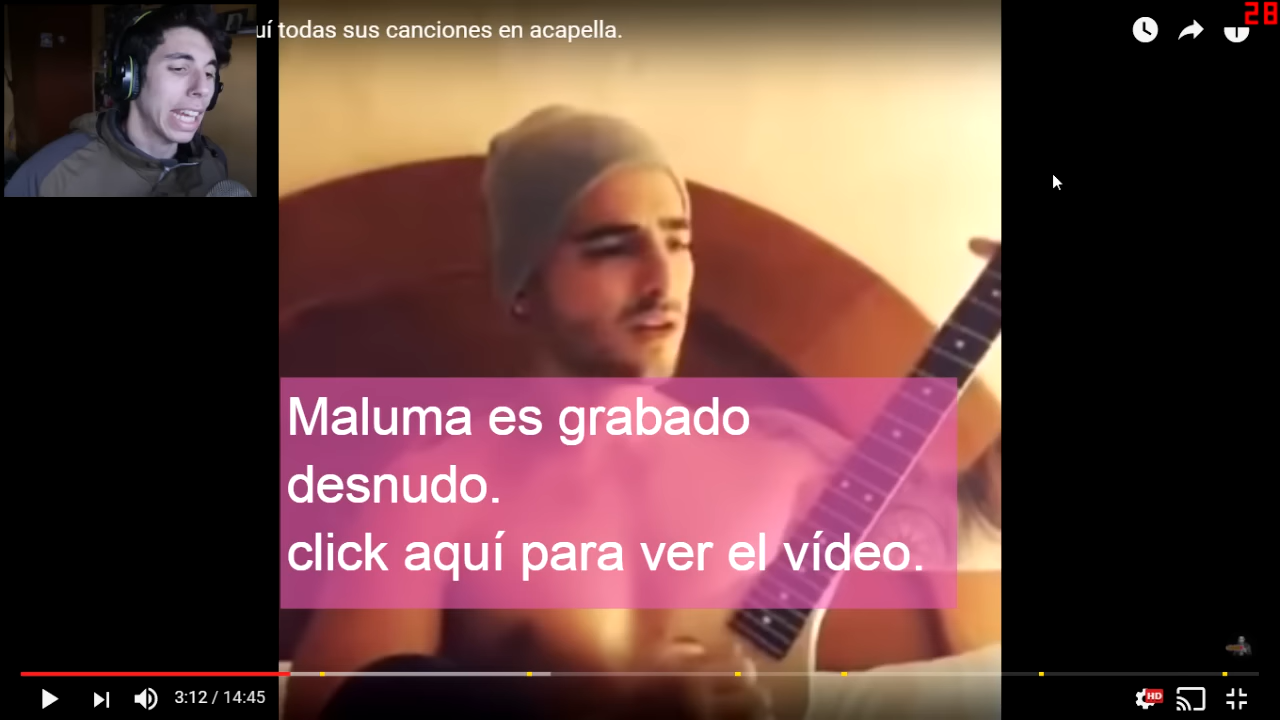 uí todas sus canciones en acapella.
28
Maluma es grabado
desnudo.
click aquí para ver el vídeo.
3:12 / 14:45
HD